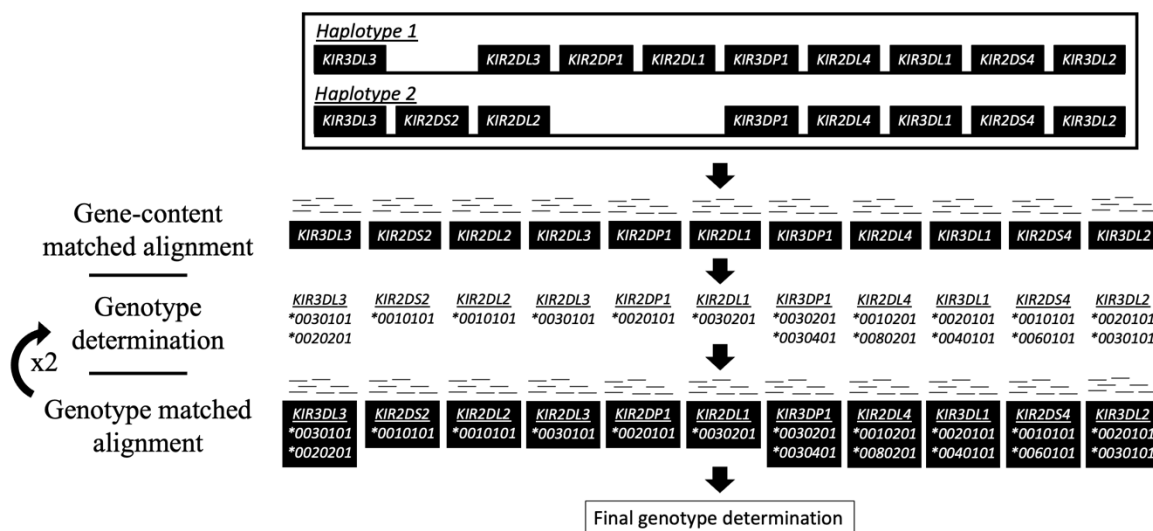 Haplotype 1
KIR3DL3 KIR2DL3 KIR2DP1 KIR2DL1 KIR3DP1 KIR2DL4 KIR3DL1 KIR2DS4 KIR3DL2
Haplotype 2
KIR3DL3 KIR2DS2 KIR2DL2 KIR3DP1 KIR2DL4 KIR3DL1 KIR2DS4 KIR3DL2
Gene-content
matched alignment
KIR3DL3 KIR2DS2 KIR2DL2 KIR2DL3 KIR2DP1 KIR2DL1 KIR3DP1 KIR2DL4 KIR3DL1 KIR2DS4 KIR3DL2
Genotype
determination
KIR3DL3 KIR2DS2 KIR2DL2 KIR2DL3 KIR2DP1 KIR2DL1 KIR3DP1 KIR2DL4 KIR3DL1 KIR2DS4 KIR3DL2
*0030101 *0010101 *0010101 *0030101 *0020101 *0030201 *0030201 *0010201 *0020101 *0010101 *0020101
*0020201 *0030401 *0080201 *0040101 *0060101 *0030101
x2
Genotype matched
alignment
KIR3DL3 KIR2DS2 KIR2DL2 KIR2DL3 KIR2DP1 KIR2DL1 KIR3DP1 KIR2DL4 KIR3DL1 KIR2DS4 KIR3DL2
*0030101 *0010101 *0010101 *0030101 *0020101 *0030201 *0030201 *0010201 *0020101 *0010101 *0020101
*0020201 *0030401 *0080201 *0040101 *0060101 *0030101
Final genotype determination